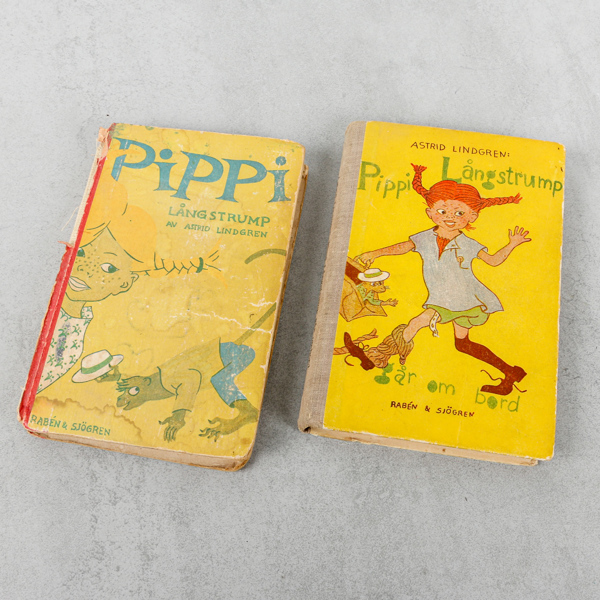 PiPPi
LÅNGSTRUMP
AV ASTRID LINDGREN
RABÉN & SJÖGREN
ASTRID LINDGREN:
Pippi Långstrump
går om bord
RABÉN & SJÖGREN